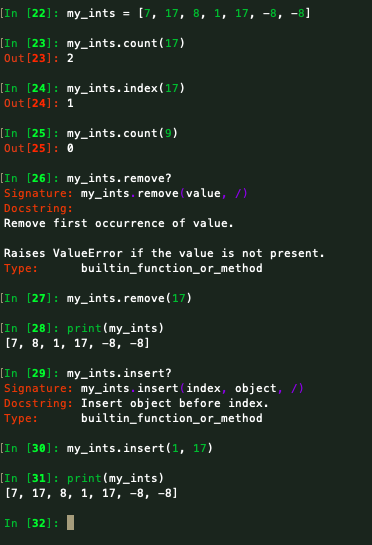 [In [22]: my_ints = [7, 17, 8, 1, 17, -8, -8]
[In [23]: my_ints.count(17)
Out[23]: 2
[In [24]: my_ints.index(17)
Out[24]: 1
[In [25]: my_ints.count(9)
Out[25]: 0
[In [26]: my_ints.remove?
Signature: my_ints.remove(value, /)
Docstring:
Remove first occurrence of value.
Raises ValueError if the value is not present.
Type:      builtin_function_or_method
[In [27]: my_ints.remove(17)
[In [28]: print(my_ints)
[7, 8, 1, 17, -8, -8]
[In [29]: my_ints.insert?
Signature: my_ints.insert(index, object, /)
Docstring: Insert object before index.
Type:      builtin_function_or_method
[In [30]: my_ints.insert(1, 17)
[In [31]: print(my_ints)
[7, 17, 8, 1, 17, -8, -8]
In [32]: